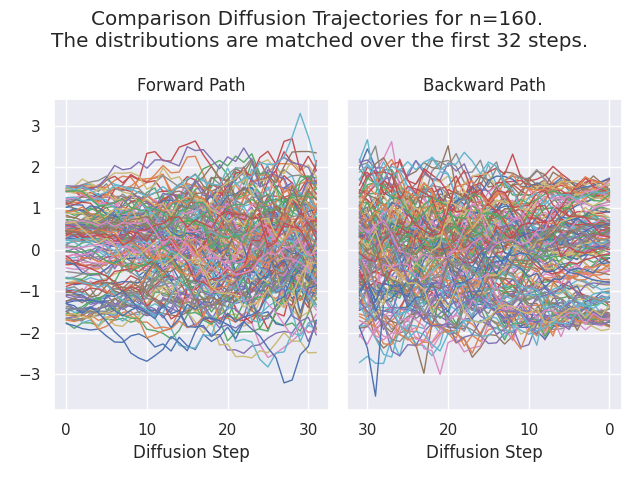 Comparison Diffusion Trajectories for n=160.
The distributions are matched over the first 32 steps.
Forward Path
Backward Path
3
2
1
0
−1
−2
−3
0 10 20 30
30 20 10 0
Diffusion Step
Diffusion Step